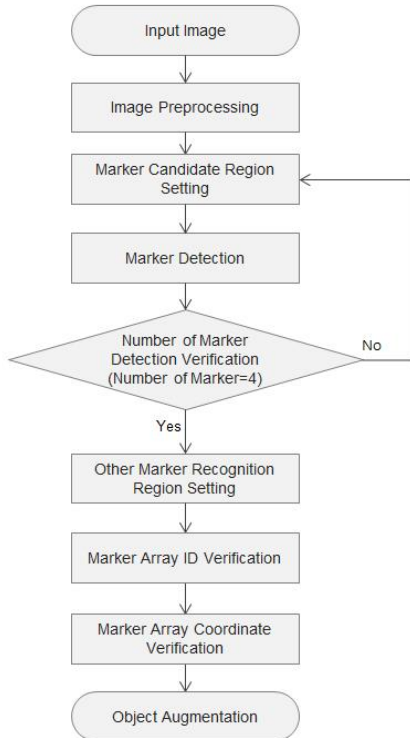 Input Image
Image Preprocessing
Marker Candidate Region
Setting
Marker Detection
Number of Marker
Detection Verification
(Number of Marker=4)
No
Yes
Other Marker Recognition
Region Setting
Marker Array ID Verification
Marker Array Coordinate
Verification
Object Augmentation